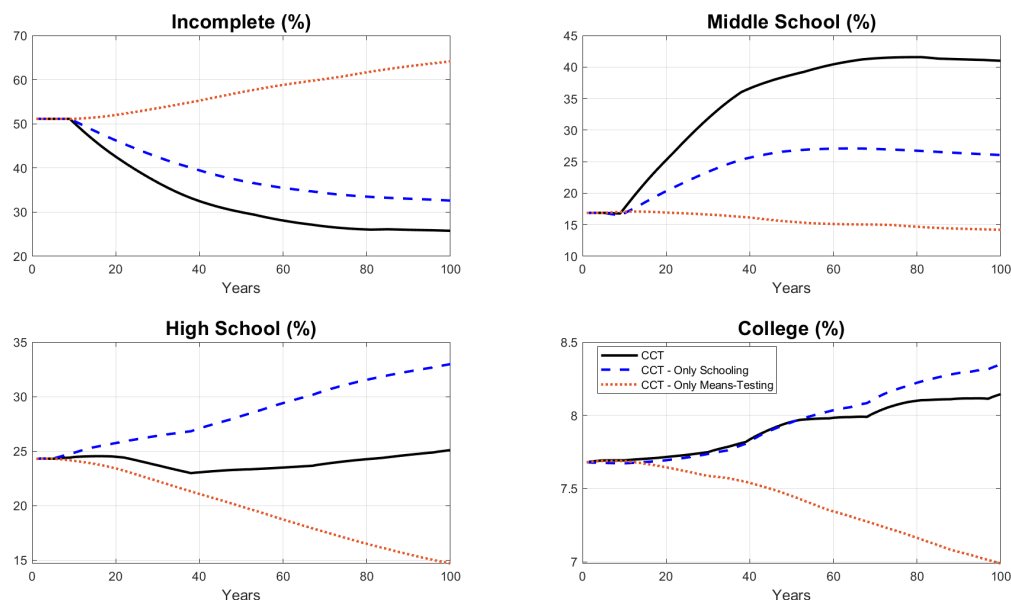 Incomplete (%)
70
60
50
40
30
20
0 20 40 60 80 100
Years
Middle School (%)
45
40
35
30
25
20
15
10
0 20 40 60 80 100
Years
High School (%)
35
30
25
20
15
0 20 40 60 80 100
Years
College (%)
8.5
8
7.5
7
CCT
CCT - Only Schooling
CCT - Only Means-Testing
0 20 40 60 80 100
Years